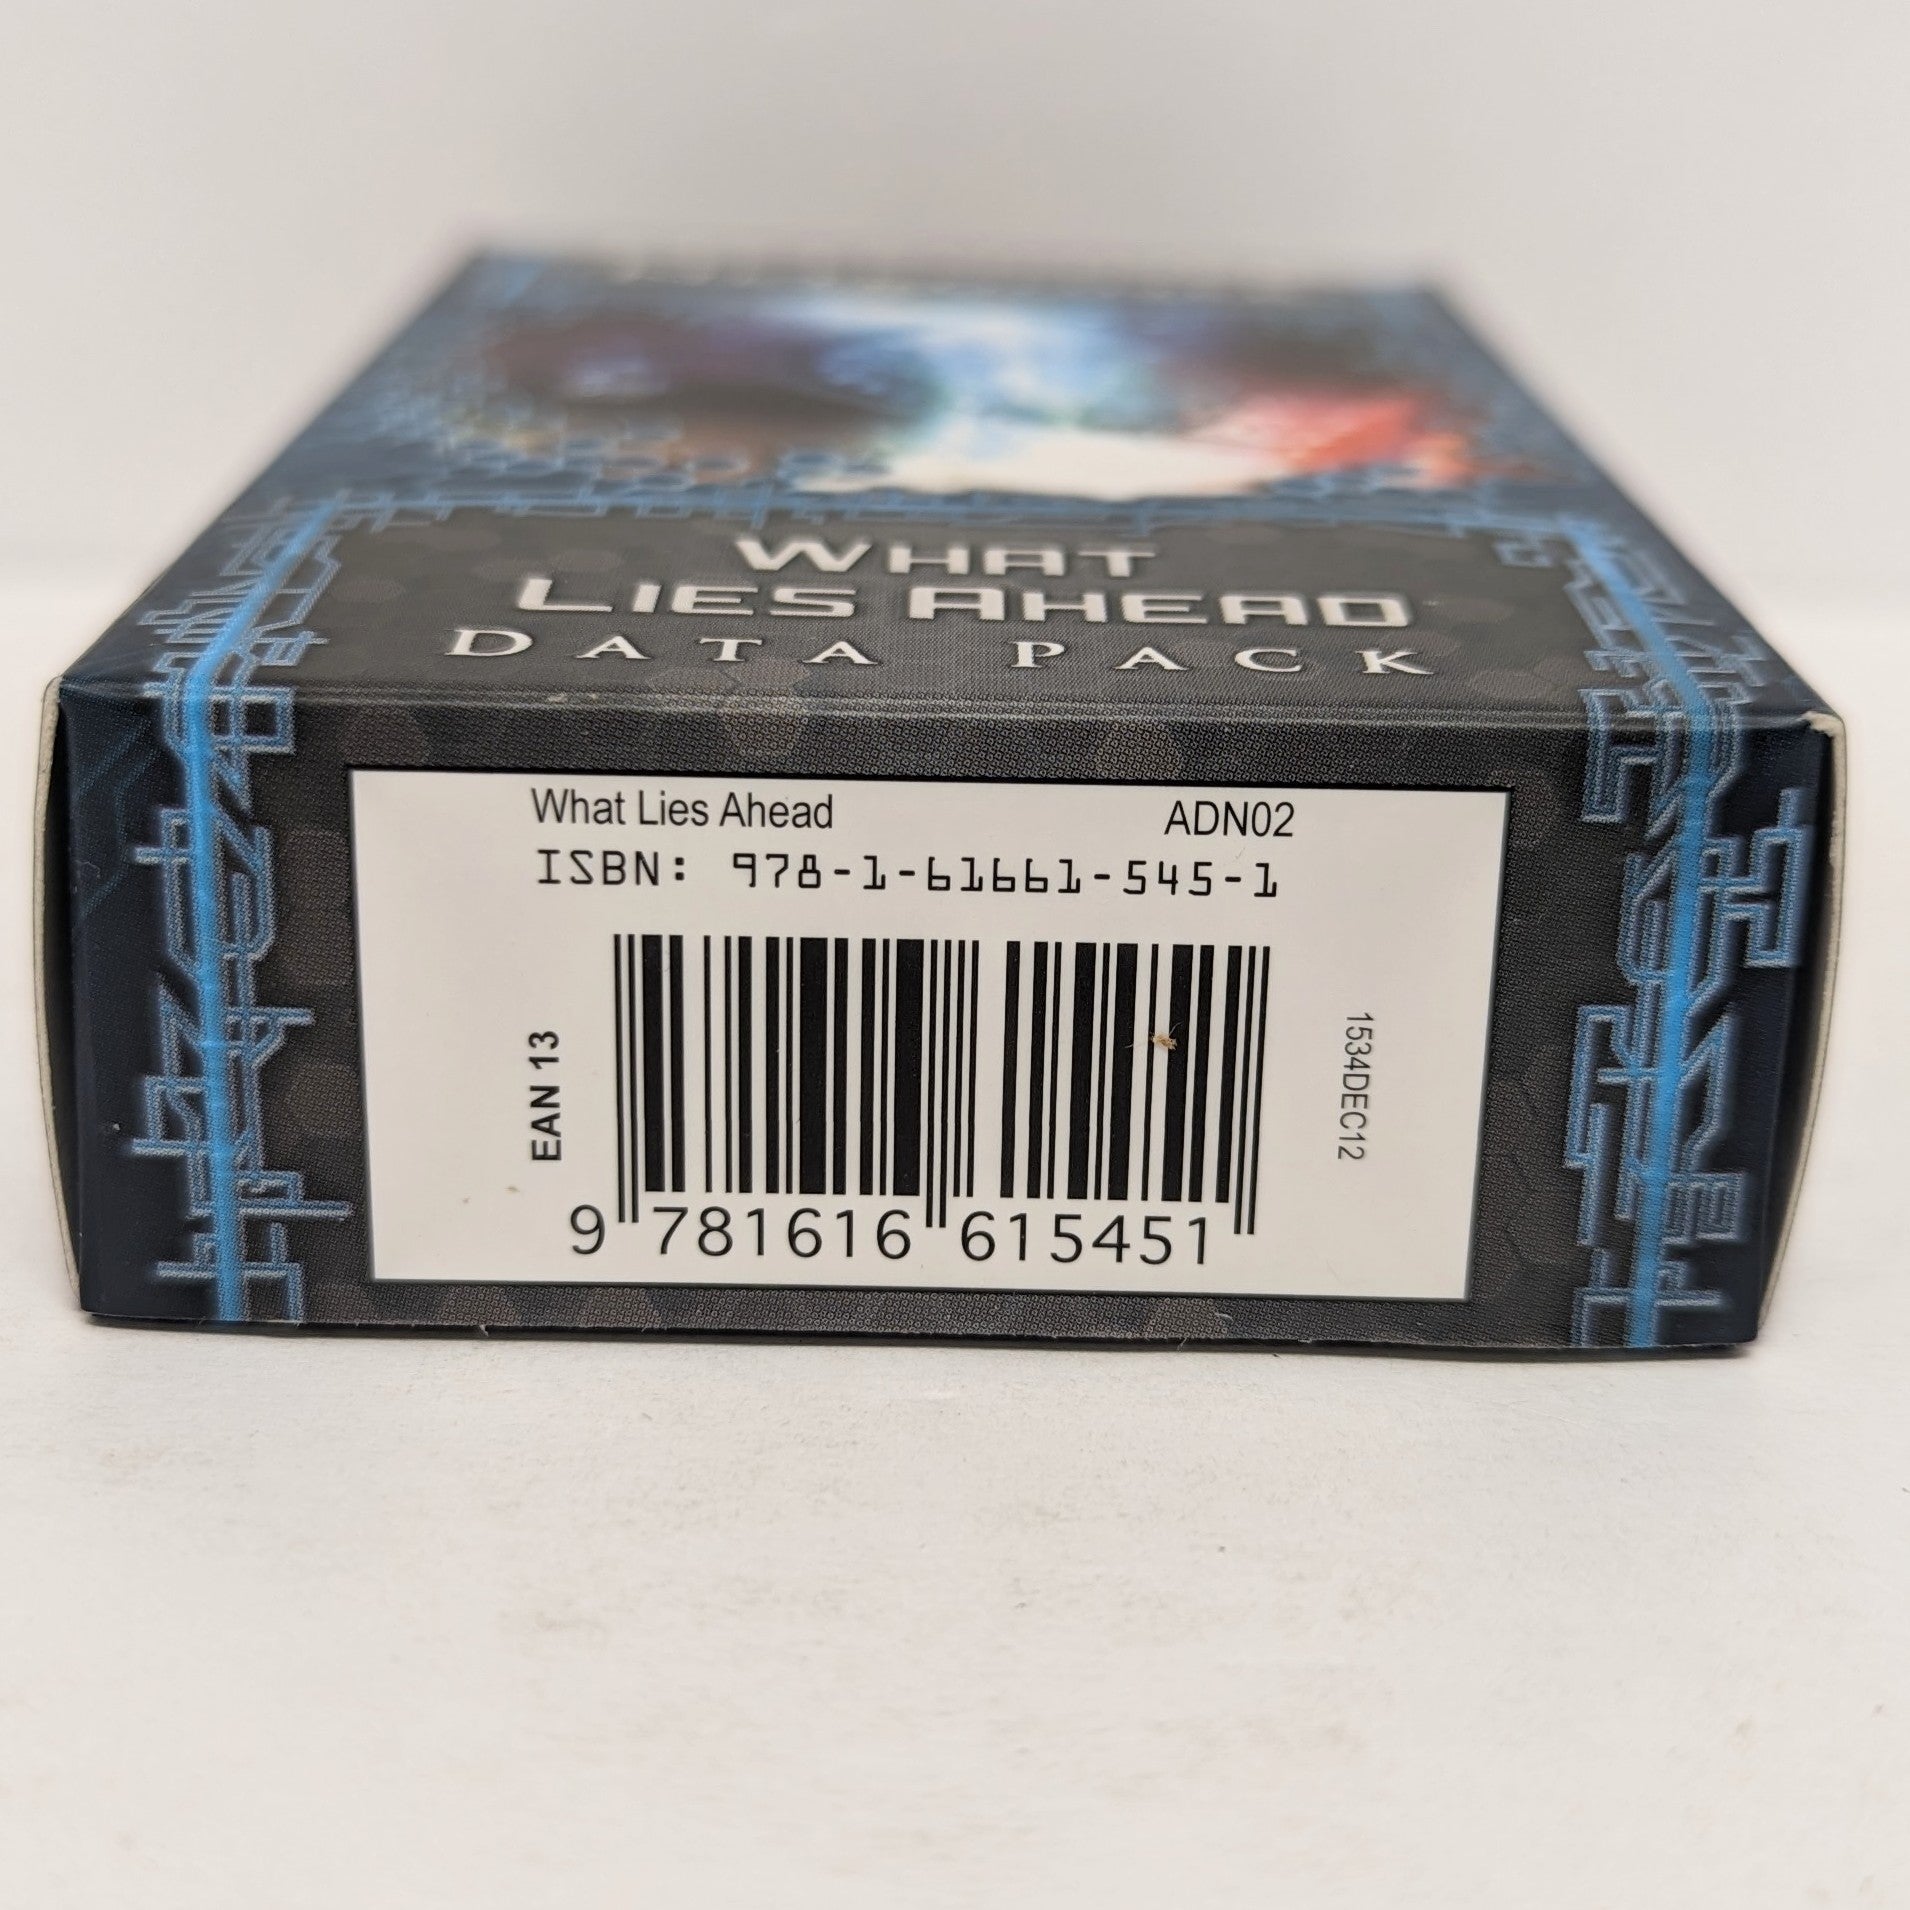 WHAT
LIES AHEAD
DATA PACK
What Lies Ahead ADN02
ISBN: 978-1-61661-545-1
EAN 13
1534DEC12
9 781616 615451